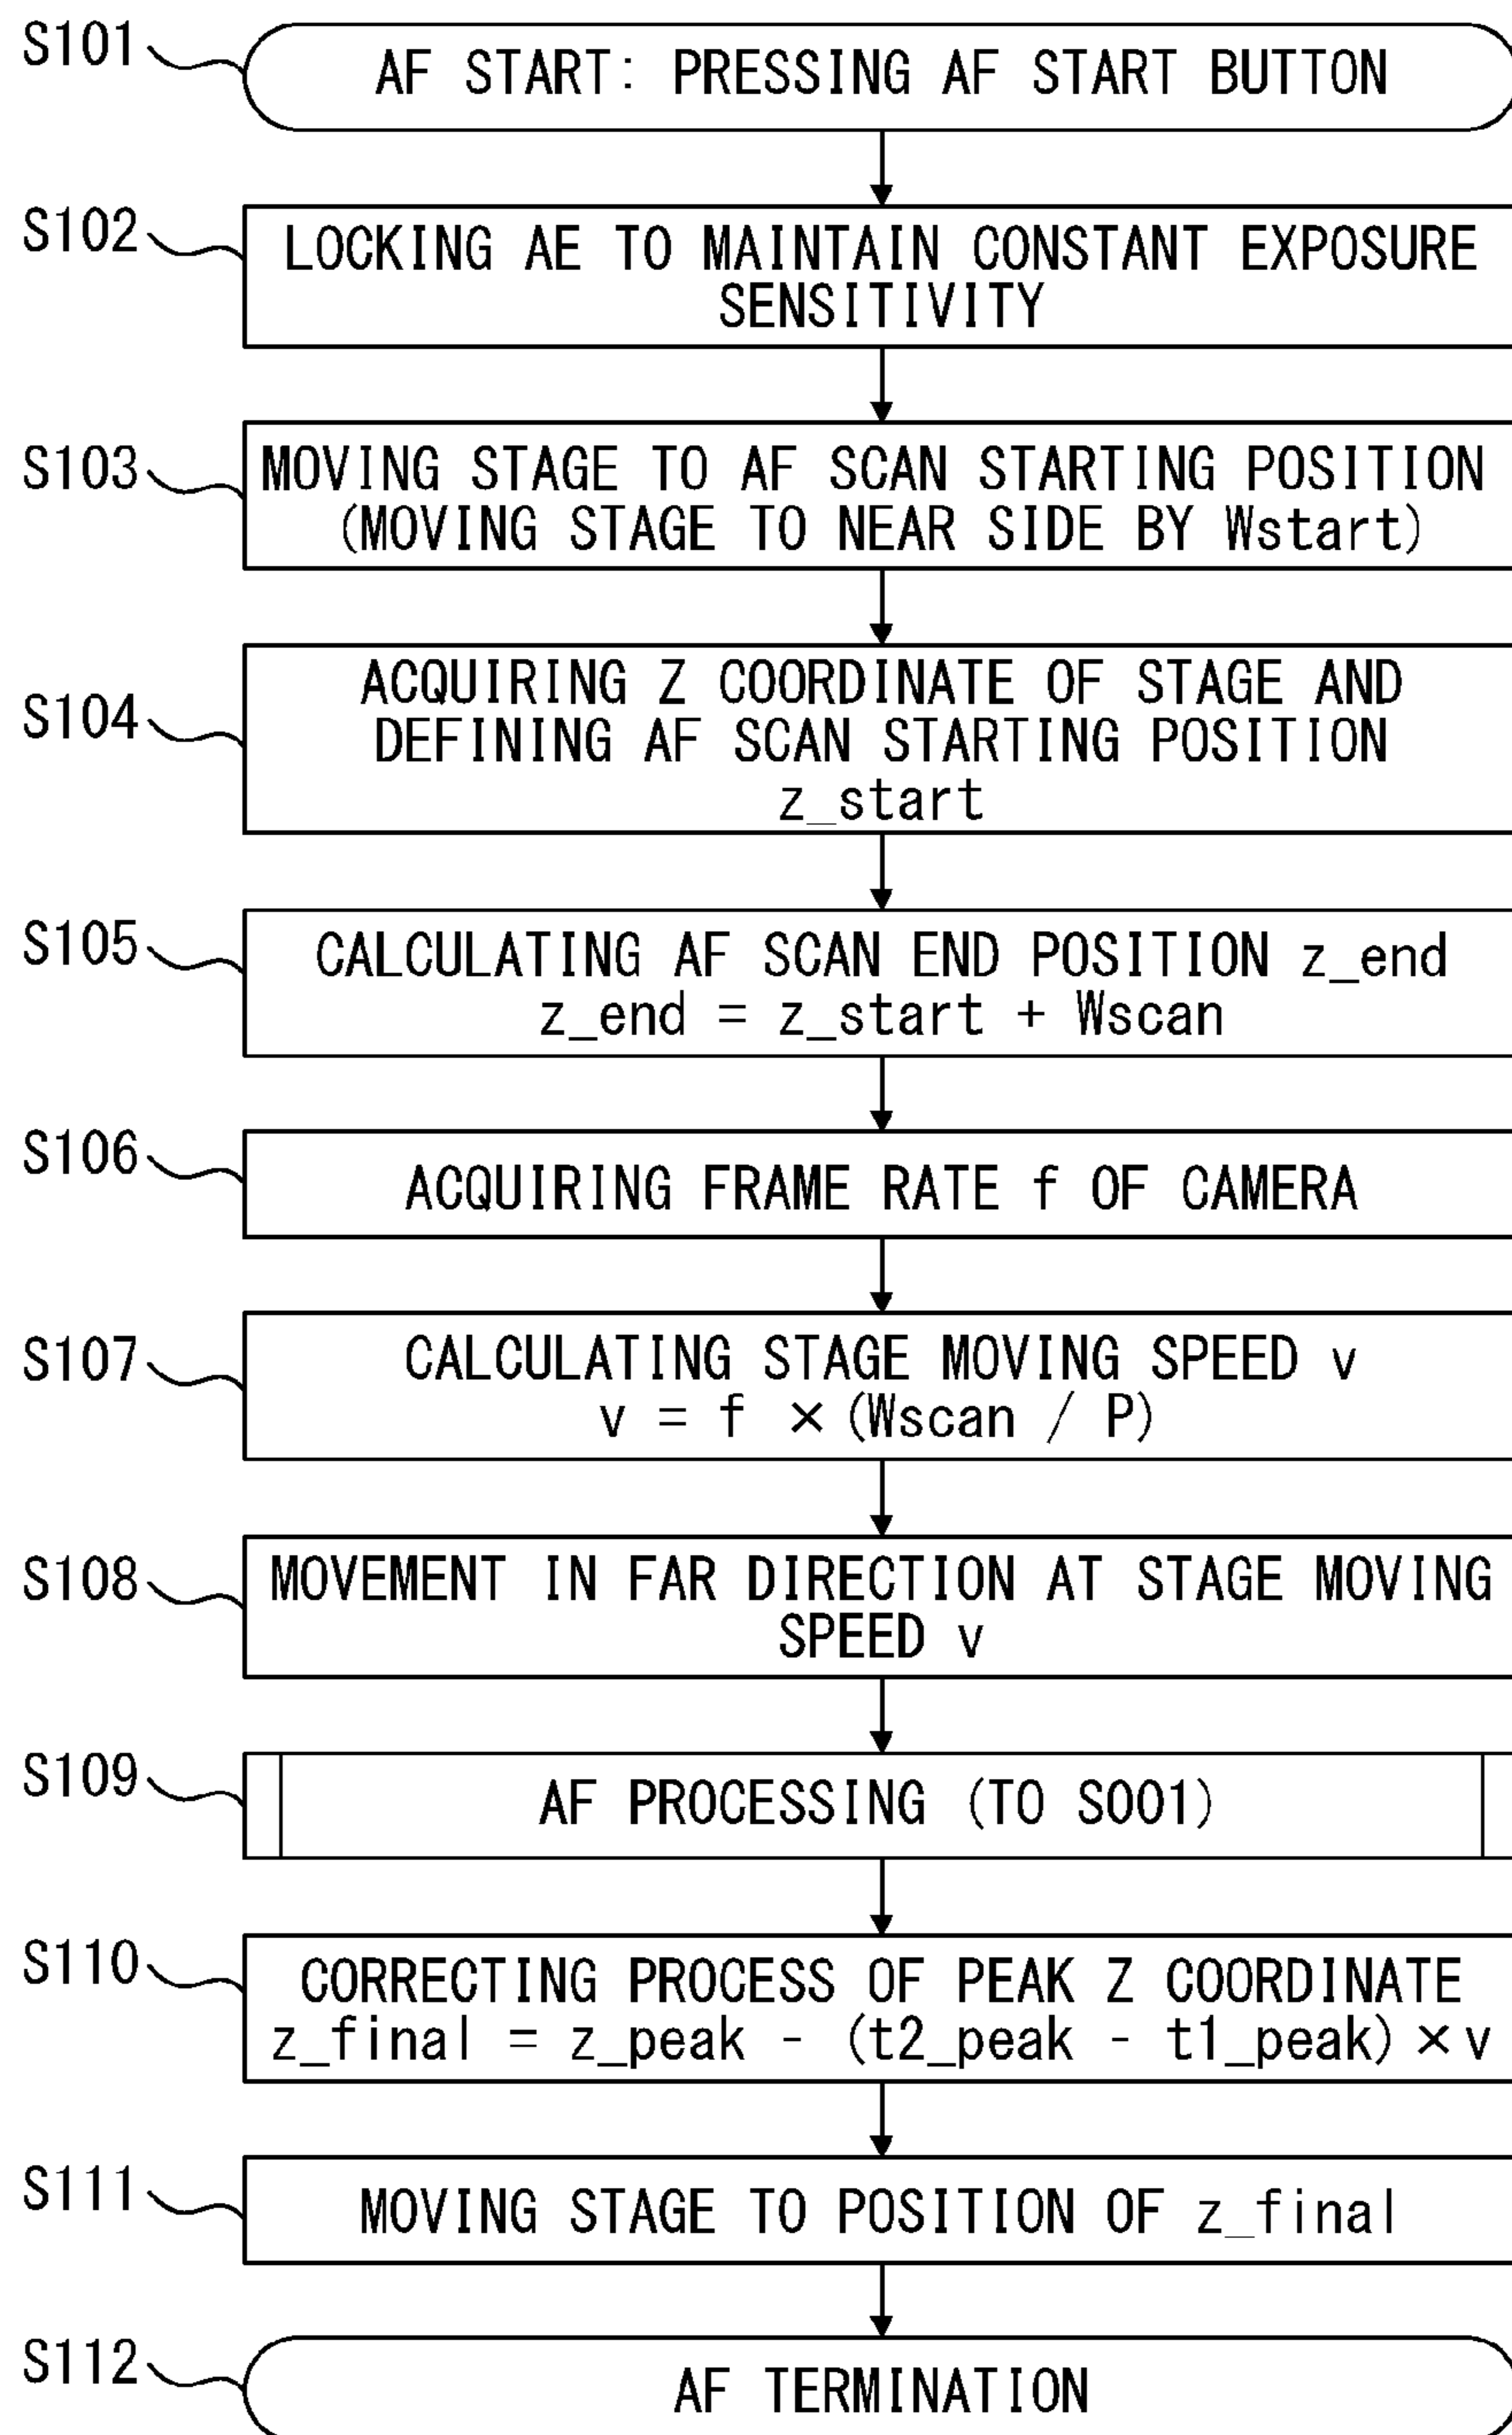 S101
AF START: PRESSING AF START BUTTON
S102
LOCKING AE TO MAINTAIN CONSTANT EXPOSURE
SENSITIVITY
S103
MOVING STAGE TO AF SCAN STARTING POSITION
(MOVING STAGE TO NEAR SIDE BY Wstart)
S104
ACQUIRING Z COORDINATE OF STAGE AND
DEFINING AF SCAN STARTING POSITION
z_start
S105
CALCULATING AF SCAN END POSITION z_end
z_end = z_start + Wscan
S106
ACQUIRING FRAME RATE f OF CAMERA
S107
CALCULATING STAGE MOVING SPEED v
v = f × (Wscan / P)
S108
MOVEMENT IN FAR DIRECTION AT STAGE MOVING
SPEED v
S109
AF PROCESSING (TO S001)
S110
CORRECTING PROCESS OF PEAK Z COORDINATE
z_final = z_peak - (t2_peak - t1_peak) × v
S111
MOVING STAGE TO POSITION OF z_final
S112
AF TERMINATION